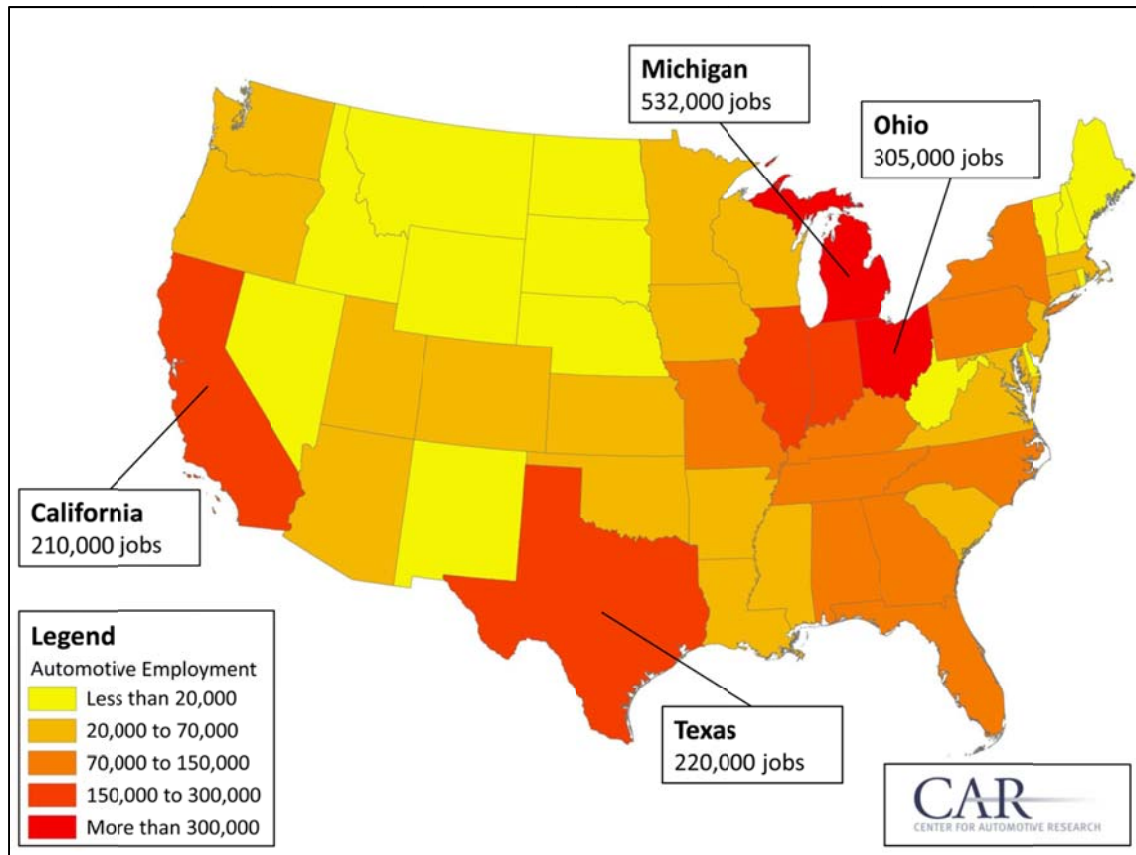 Michigan
532,000 jobs
Ohio
305,000 jobs
California
210,000 jobs
Texas
220,000 jobs
Legend
Automotive Employment
Less than 20,000
20,000 to 70,000
70,000 to 150,000
150,000 to 300,000
More than 300,000
CAR
CENTER FOR AUTOMOTIVE RESEARCH